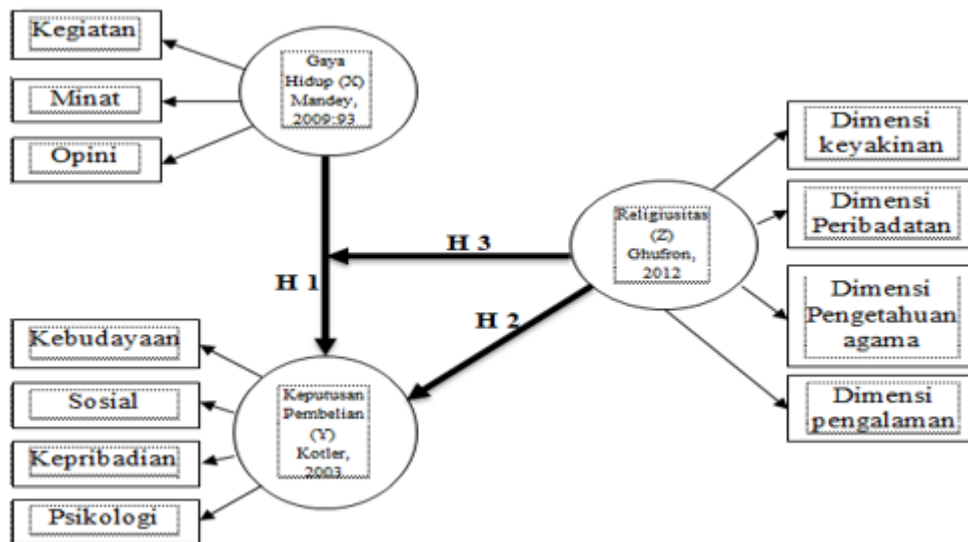 Kegiatan
Minat
Opini
Gaya
Hidup (X)
Mandey,
2009:93
Dimensi
keyakinan
Dimensi
Peribadatan
Dimensi
Pengetahuan
agama
Dimensi
pengalaman
Religiusitas
(Z)
Ghufron,
2012
H 3
H 1
H 2
Kebudayaan
Sosial
Kepribadian
Psikologi
Keputusan
Pembelian
(Y)
Kotler,
2003